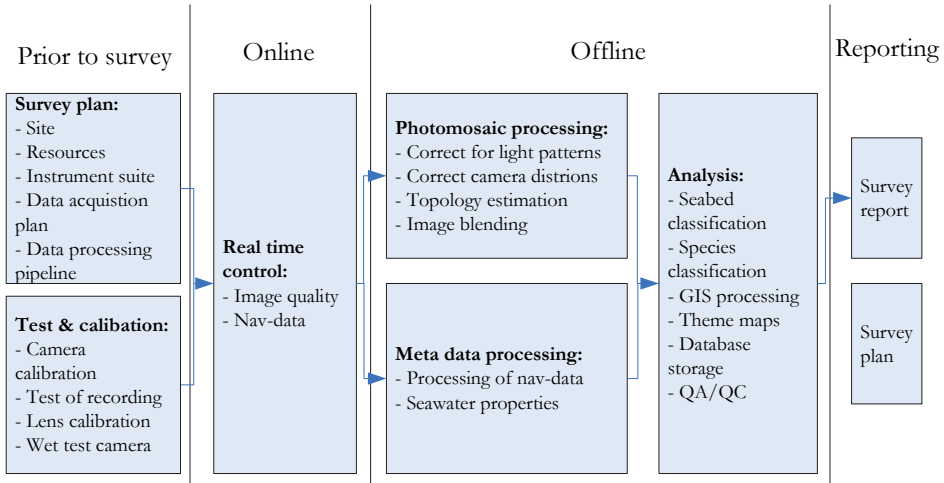 Prior to survey
Online
Offline
Reporting
Survey plan:
- Site
- Resources
- Instrument suite
- Data acquistion
plan
- Data processing
pipeline
Test & calibation:
- Camera
calibration
- Test of recording
- Lens calibration
- Wet test camera
Real time
control:
- Image quality
- Nav-data
Photomosaic processing:
- Correct for light patterns
- Correct camera distrions
- Topology estimation
- Image blending
Meta data processing:
- Processing of nav-data
- Seawater properties
Analysis:
- Seabed
classification
- Species
classification
- GIS processing
- Theme maps
- Database
storage
- QA/QC
Survey
report
Survey
plan